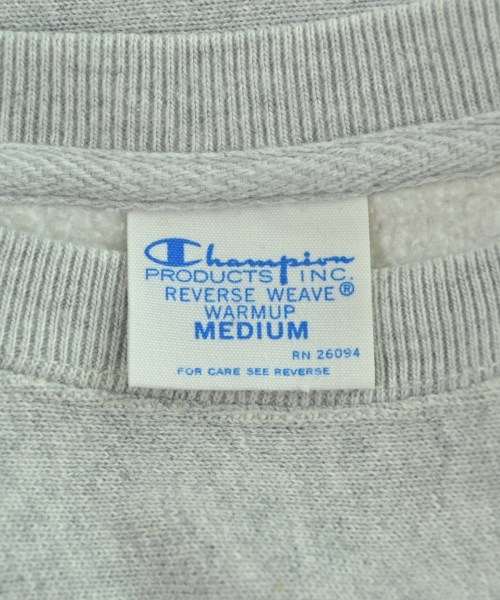 Champion
PRODUCTS INC.
REVERSE WEAVE®
WARMUP
MEDIUM
RN 26094
FOR CARE SEE REVERSE